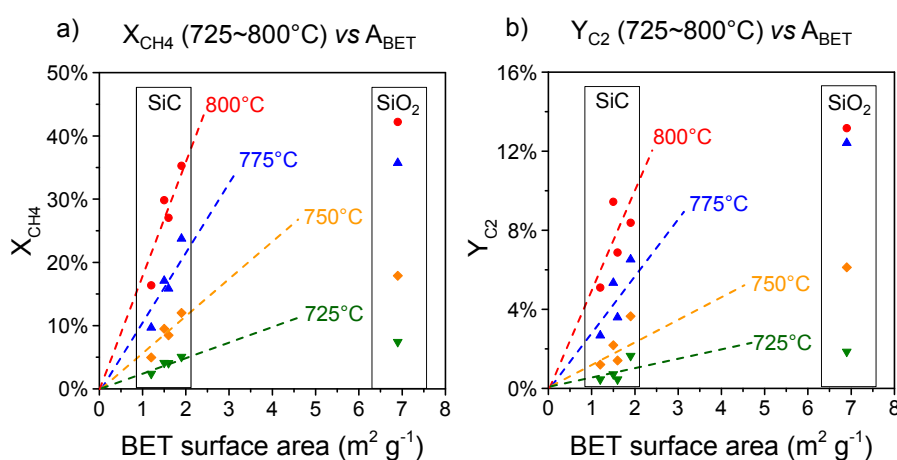 a) X_CH4 (725~800°C) vs A_BET
50%
40%
30%
20%
10%
0%
X_CH4
SiC
SiO₂
800°C
775°C
750°C
725°C
0 1 2 3 4 5 6 7 8
BET surface area (m² g⁻¹)
b) Y_C2 (725~800°C) vs A_BET
16%
12%
8%
4%
0%
Y_C2
SiC
SiO₂
800°C
775°C
750°C
725°C
0 1 2 3 4 5 6 7 8
BET surface area (m² g⁻¹)